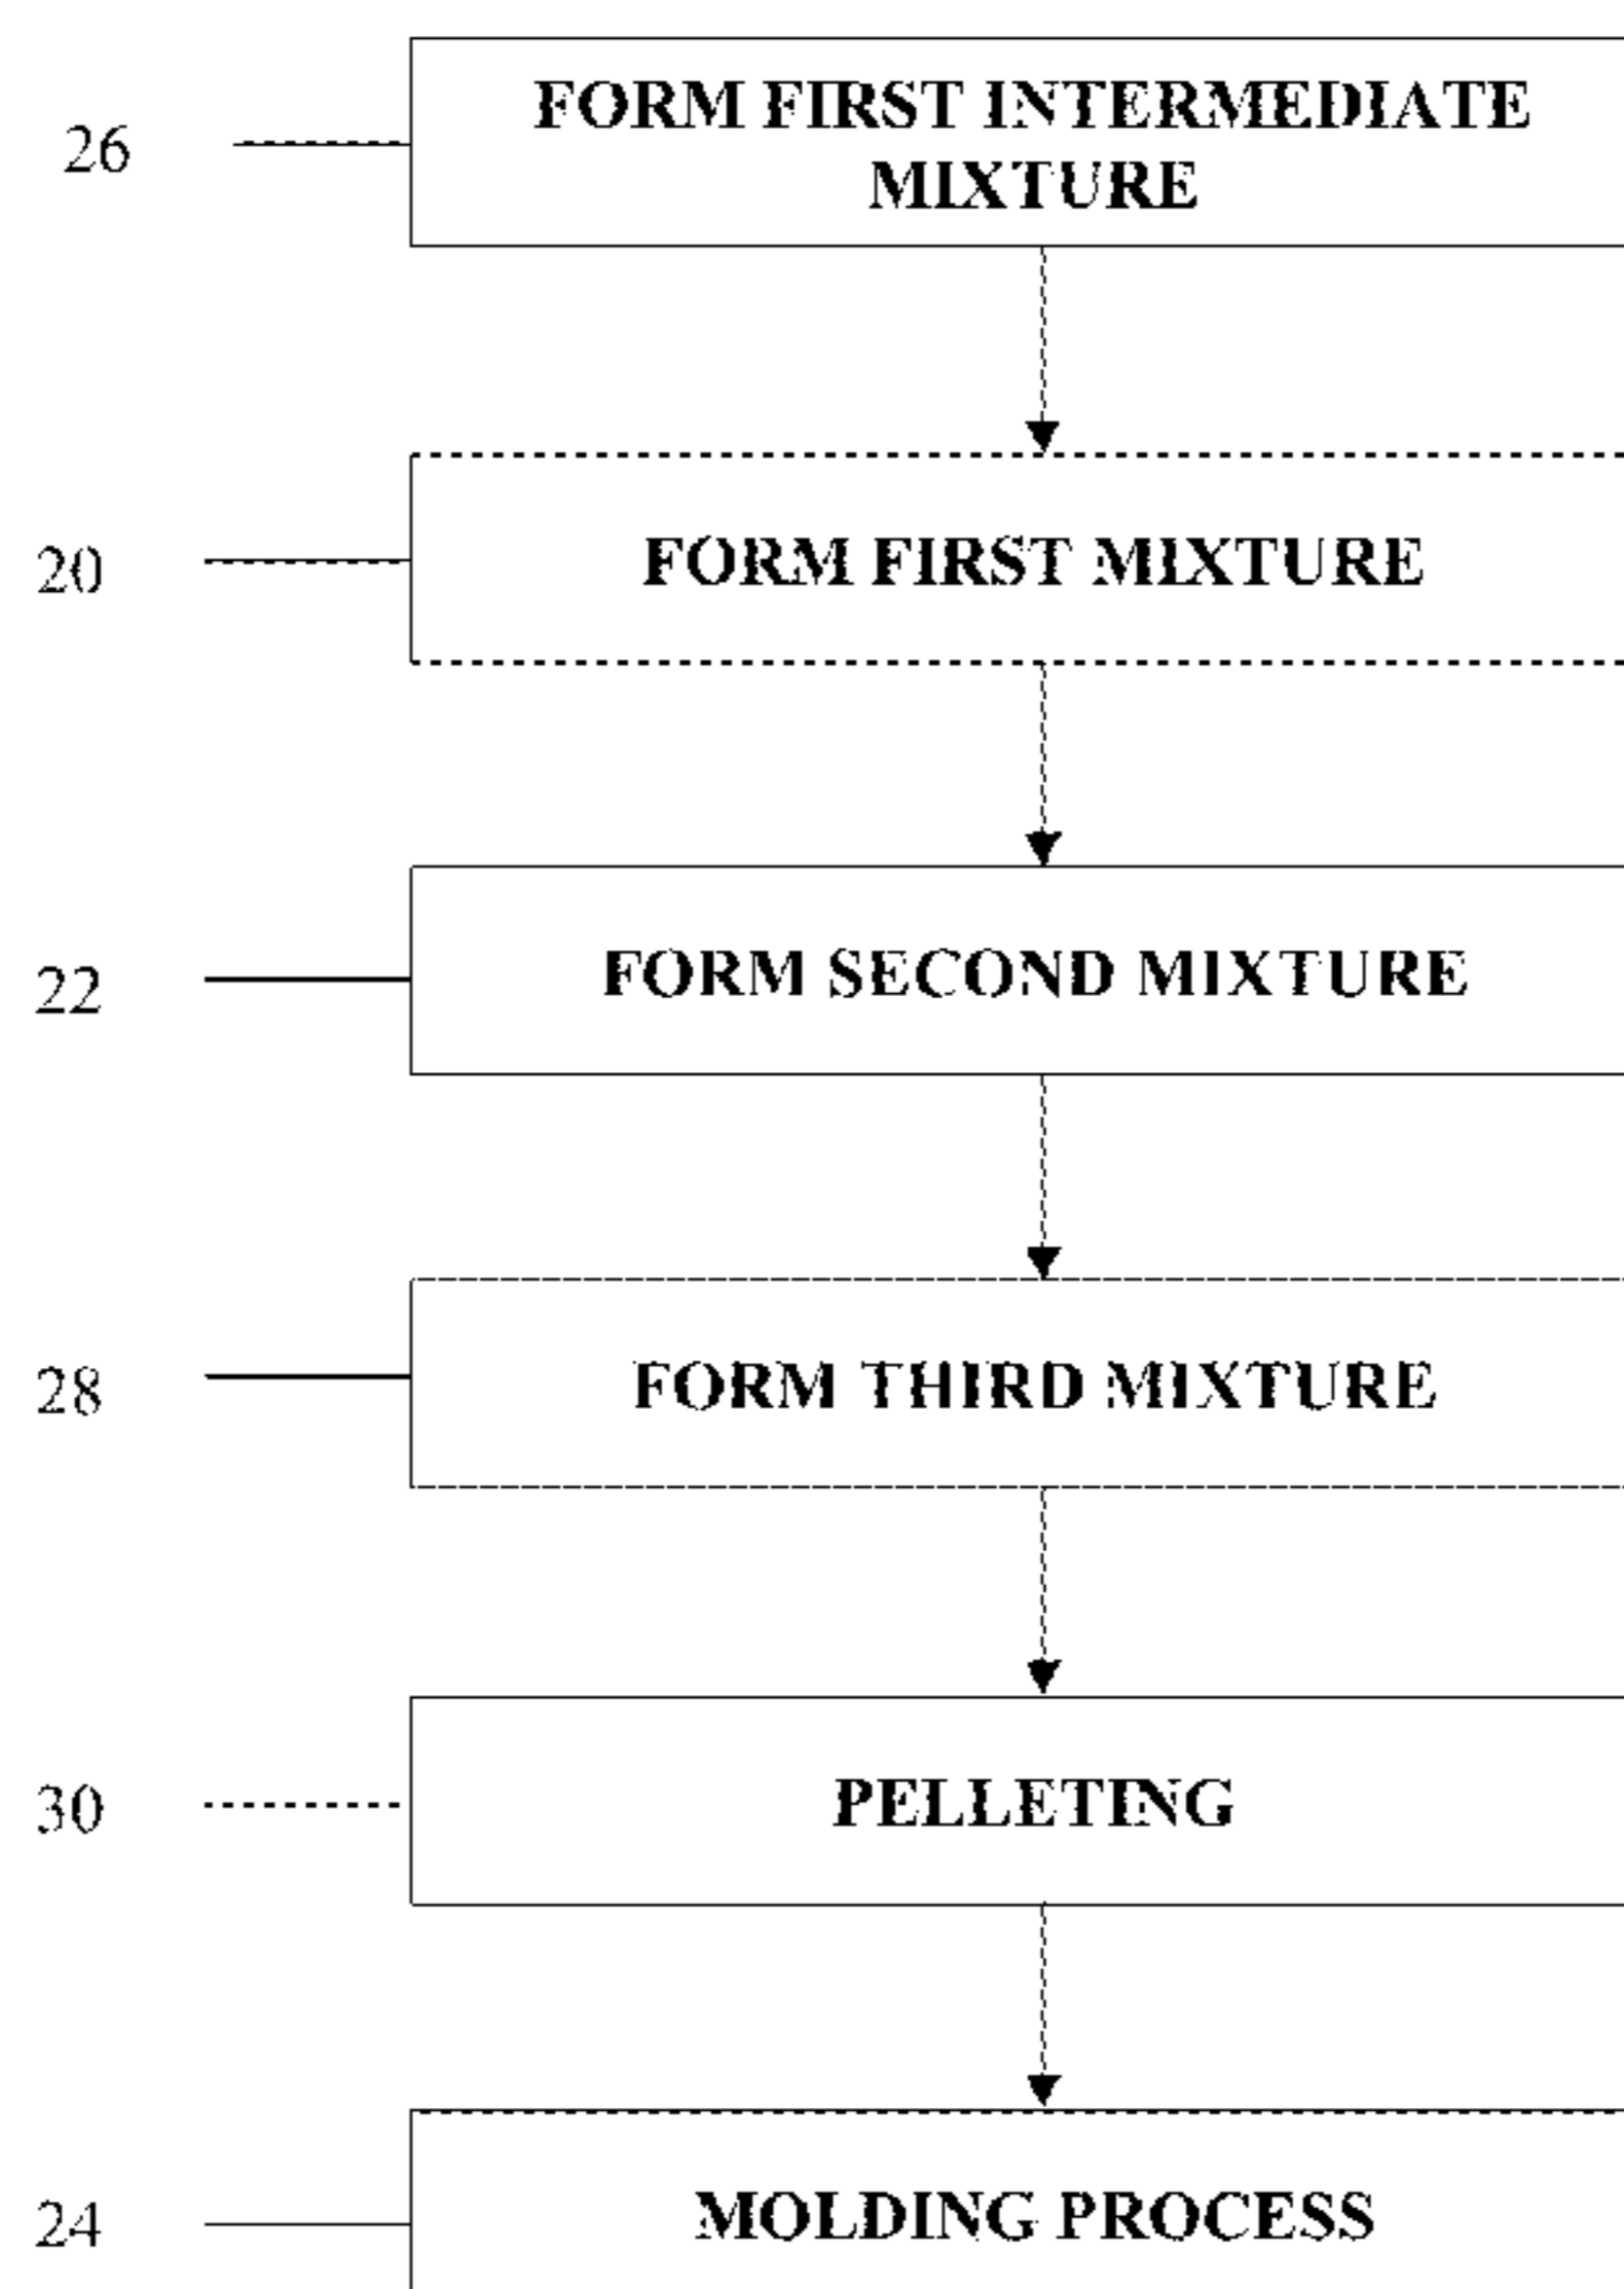 26
FORM FIRST INTERMEDIATE
MIXTURE
20
FORM FIRST MIXTURE
22
FORM SECOND MIXTURE
28
FORM THIRD MIXTURE
30
PELLETING
24
MOLDING PROCESS